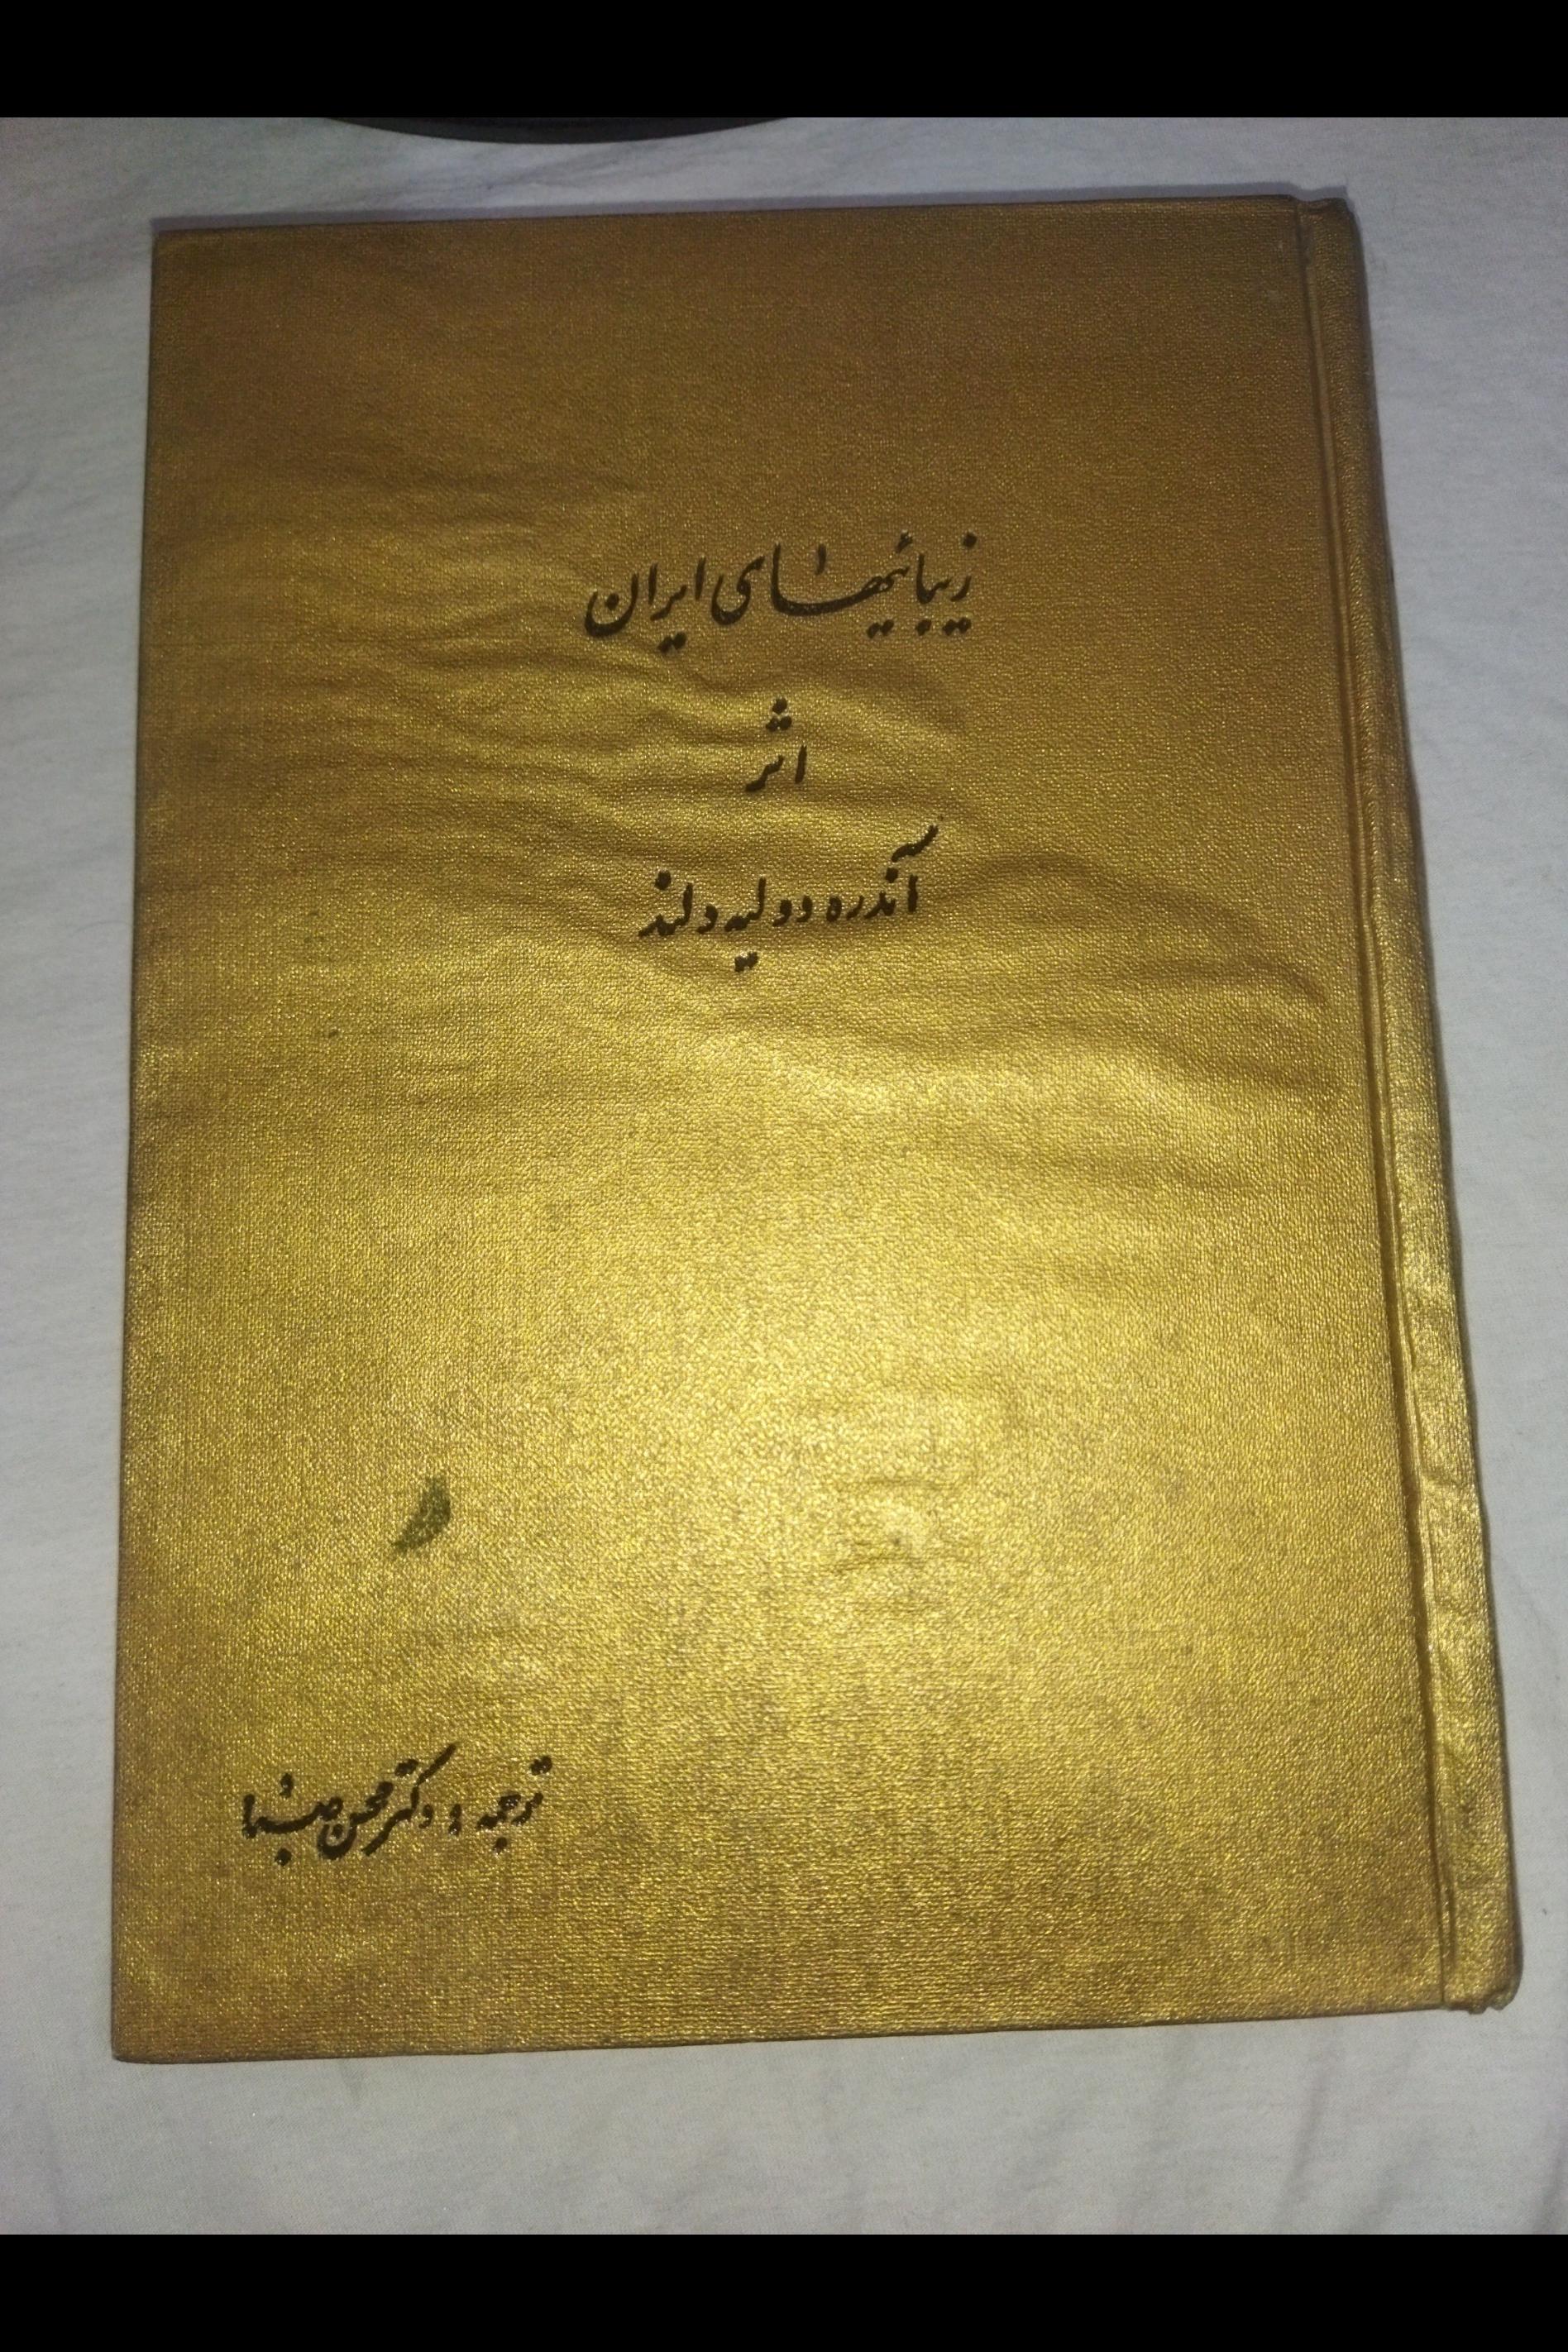 زیبائیهای ایران
اثر
آندره دولیه دلند
ترجمه : دکتر محسن صبا